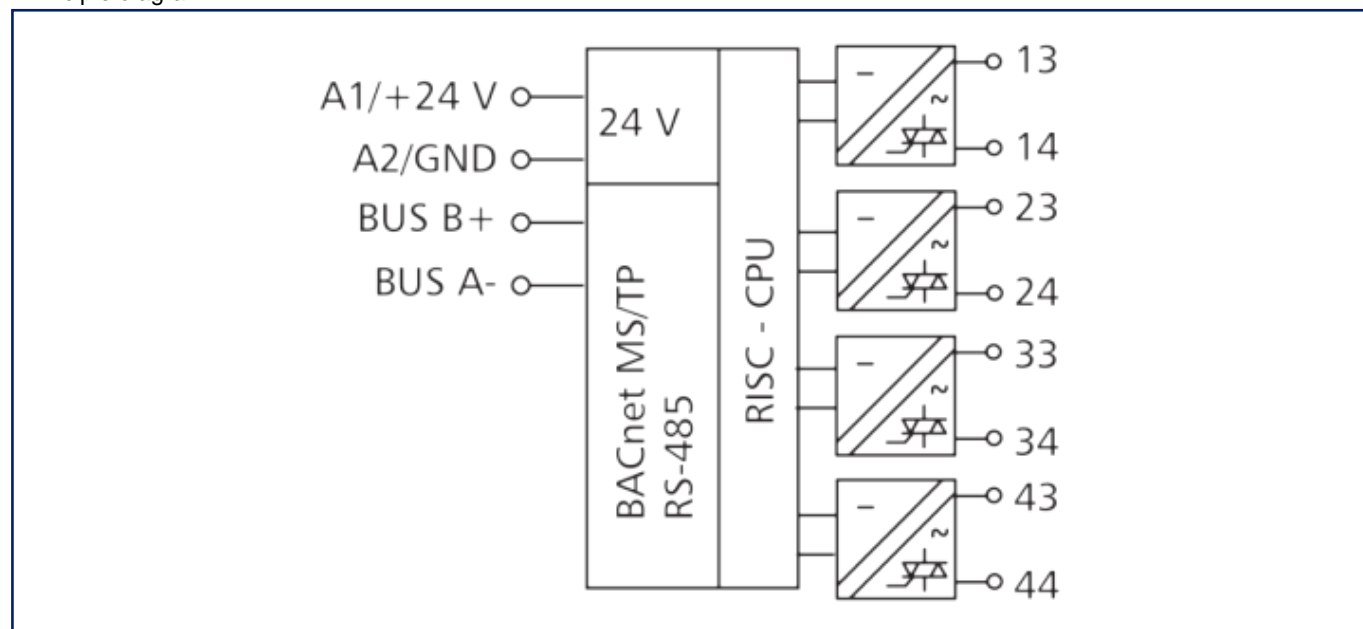 A1/+24 V
A2/GND
BUS B+
BUS A-
24 V
BACnet MS/TP
RS-485
RISC - CPU
13
14
23
24
33
34
43
44